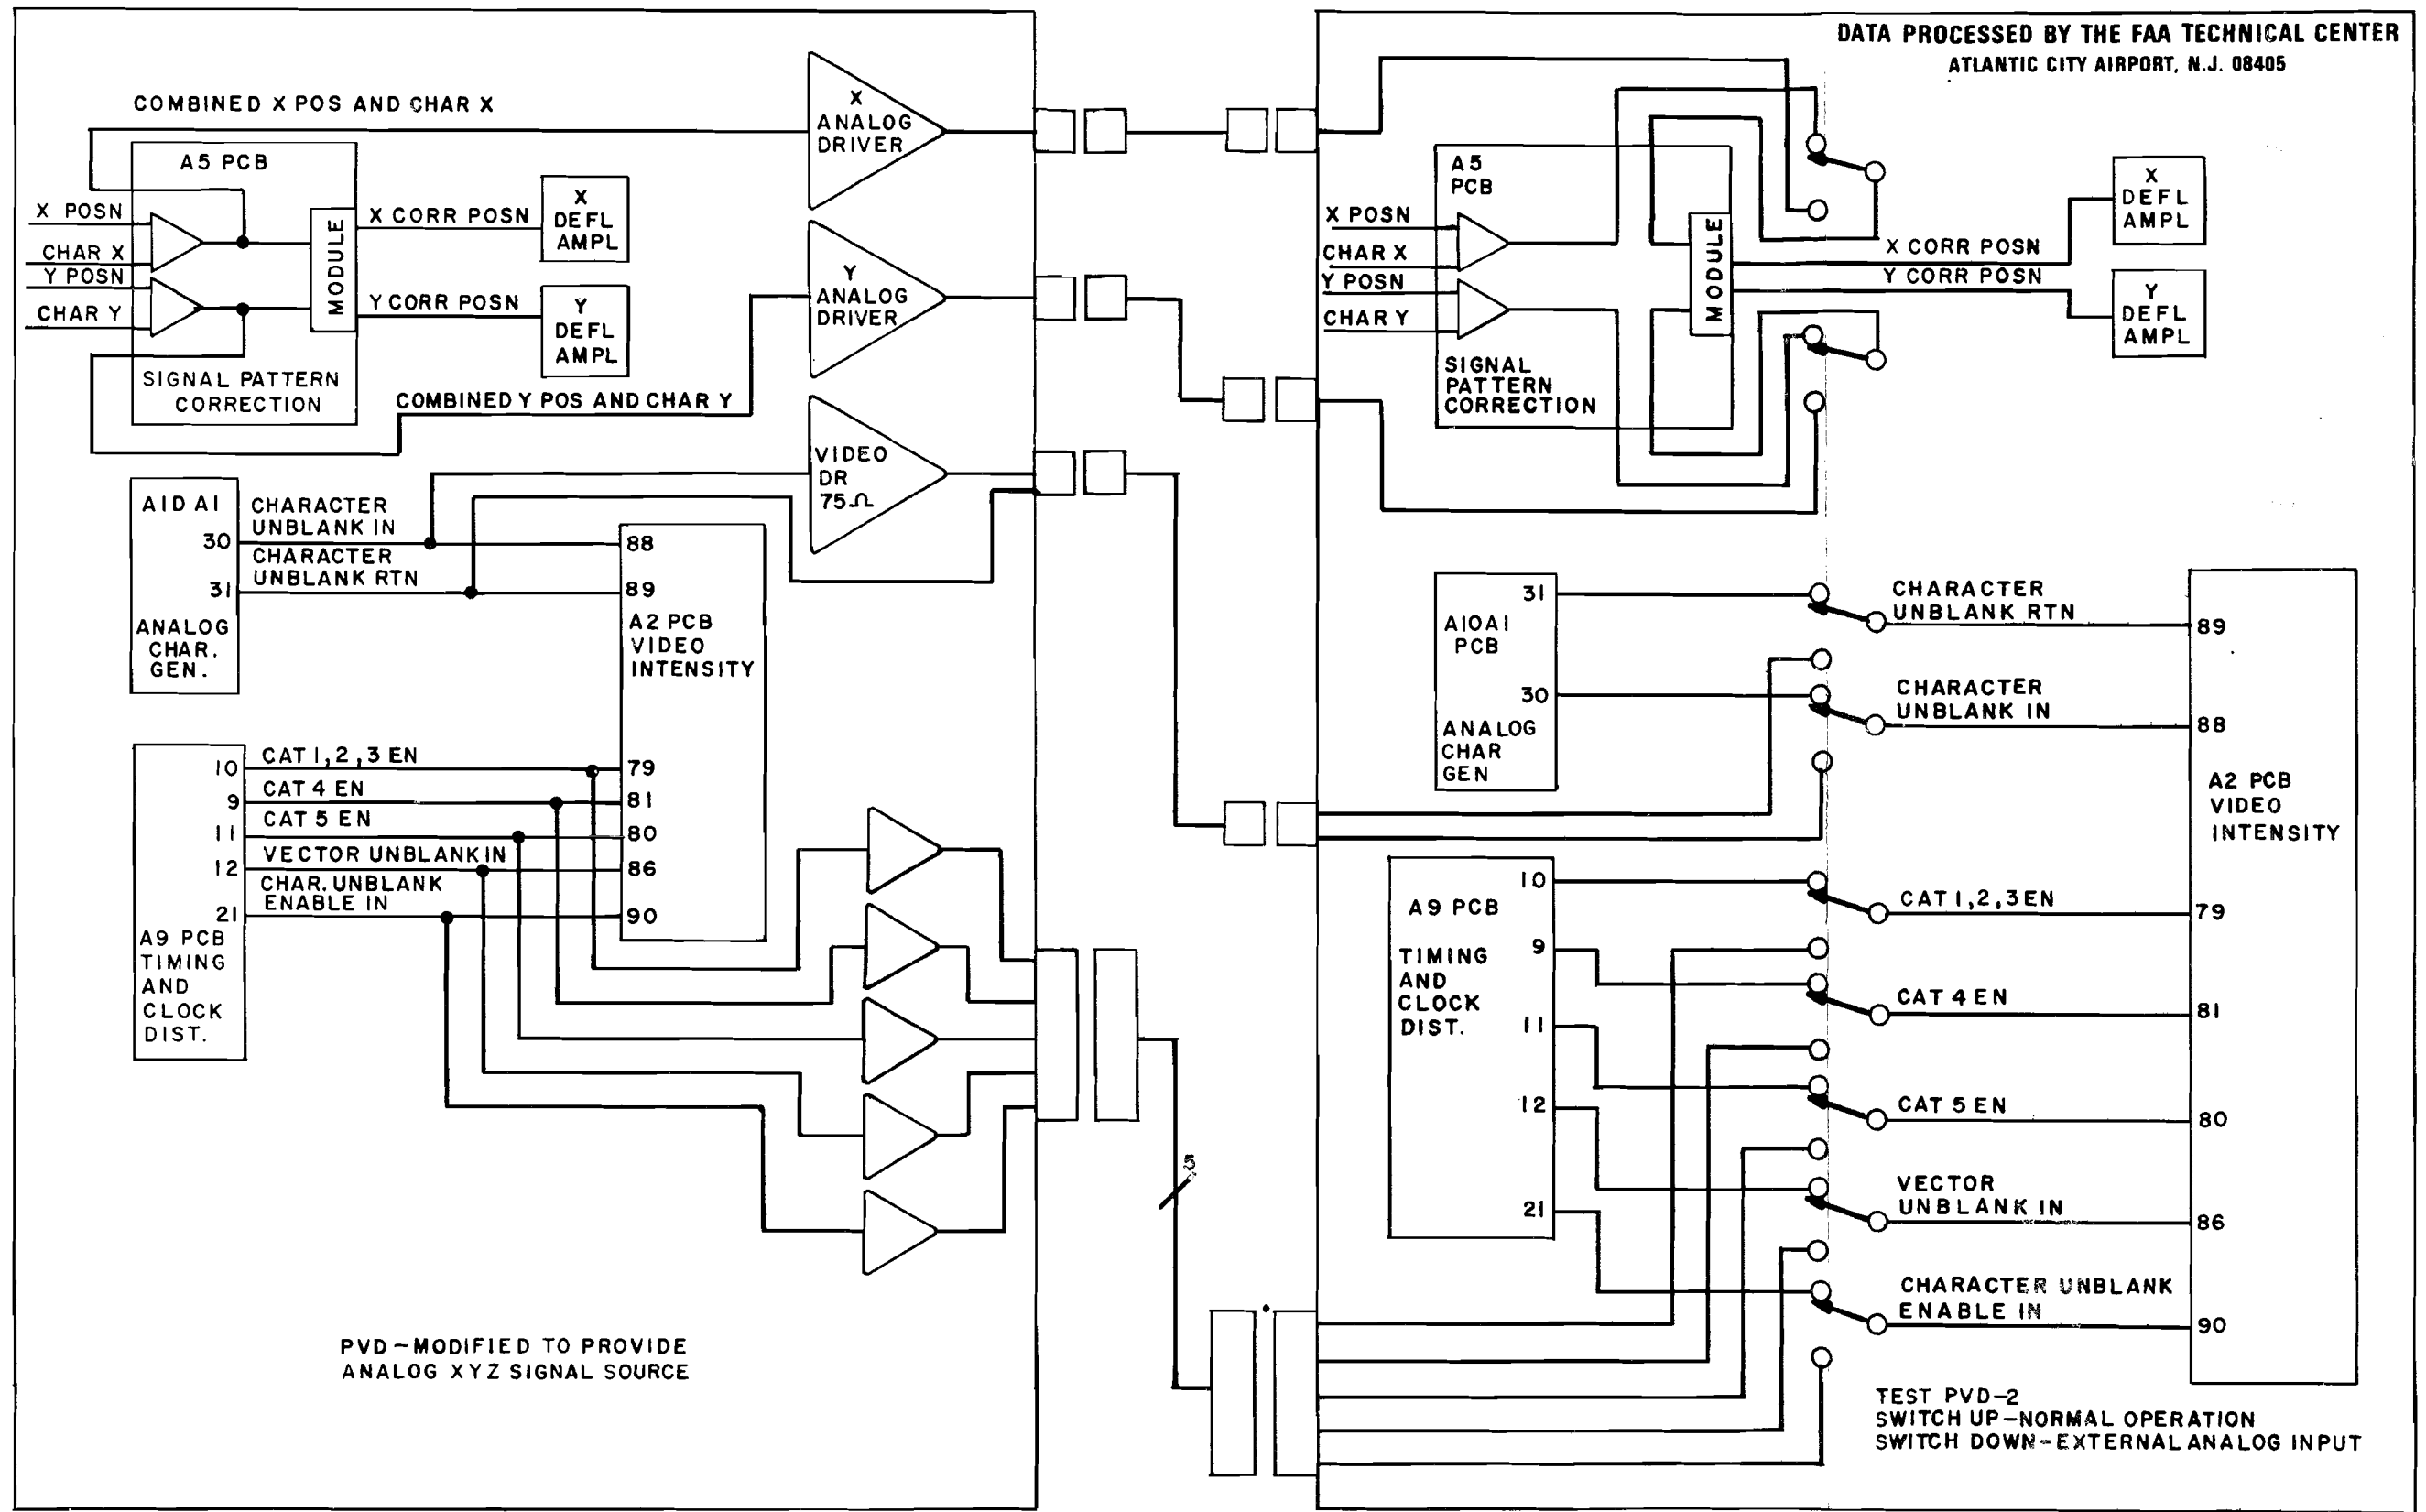 DATA PROCESSED BY THE FAA TECHNICAL CENTER
ATLANTIC CITY AIRPORT, N.J. 08405
COMBINED X POS AND CHAR X
X
ANALOG
DRIVER
A5 PCB
X POSN
CHAR X
Y POSN
CHAR Y
MODULE
X CORR POSN
Y CORR POSN
X
DEFL
AMPL
Y
DEFL
AMPL
SIGNAL PATTERN
CORRECTION
Y
ANALOG
DRIVER
COMBINED Y POS AND CHAR Y
VIDEO
DR
75Ω
AID AI
30
31
ANALOG
CHAR.
GEN.
CHARACTER
UNBLANK IN
CHARACTER
UNBLANK RTN
88
89
A2 PCB
VIDEO
INTENSITY
79
81
80
86
90
10
9
11
12
21
A9 PCB
TIMING
AND
CLOCK
DIST.
CAT 1,2,3 EN
CAT 4 EN
CAT 5 EN
VECTOR UNBLANK IN
CHAR. UNBLANK
ENABLE IN
5
PVD-MODIFIED TO PROVIDE
ANALOG XYZ SIGNAL SOURCE
A5
PCB
X POSN
CHAR X
Y POSN
CHAR Y
MODULE
SIGNAL
PATTERN
CORRECTION
X CORR POSN
Y CORR POSN
X
DEFL
AMPL
Y
DEFL
AMPL
31
A10A1
PCB
30
ANALOG
CHAR
GEN
CHARACTER
UNBLANK RTN
CHARACTER
UNBLANK IN
89
88
A2 PCB
VIDEO
INTENSITY
79
81
80
86
90
10
A9 PCB
9
TIMING
AND
CLOCK
DIST.
11
12
21
CAT 1,2,3 EN
CAT 4 EN
CAT 5 EN
VECTOR
UNBLANK IN
CHARACTER UNBLANK
ENABLE IN
TEST PVD-2
SWITCH UP-NORMAL OPERATION
SWITCH DOWN-EXTERNAL ANALOG INPUT